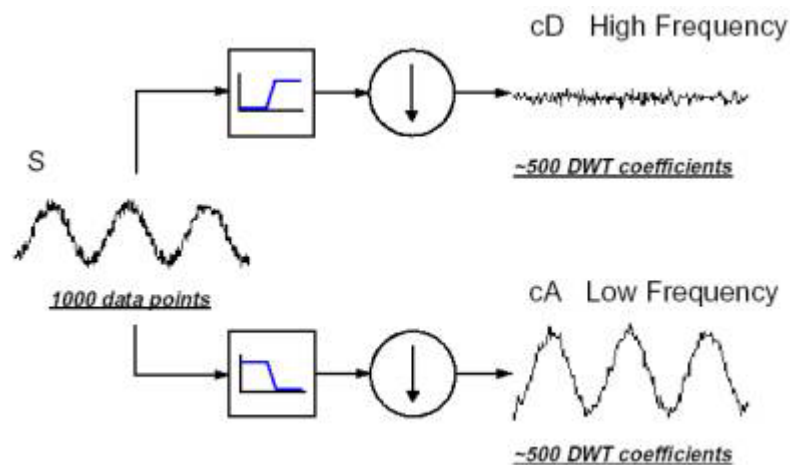 cD High Frequency
~500 DWT coefficients
S
1000 data points
cA Low Frequency
~500 DWT coefficients